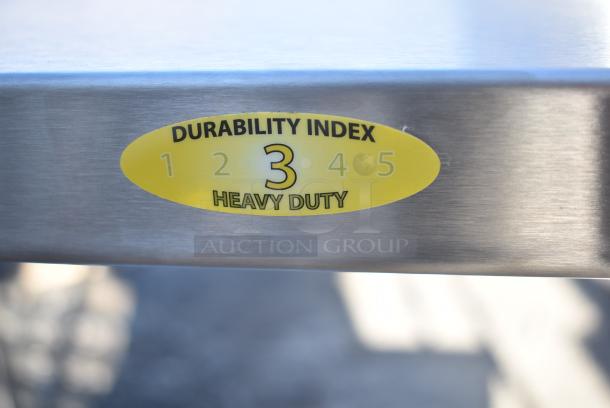 DURABILITY INDEX
1 2 3 4 5
HEAVY DUTY
AUCTION GROUP